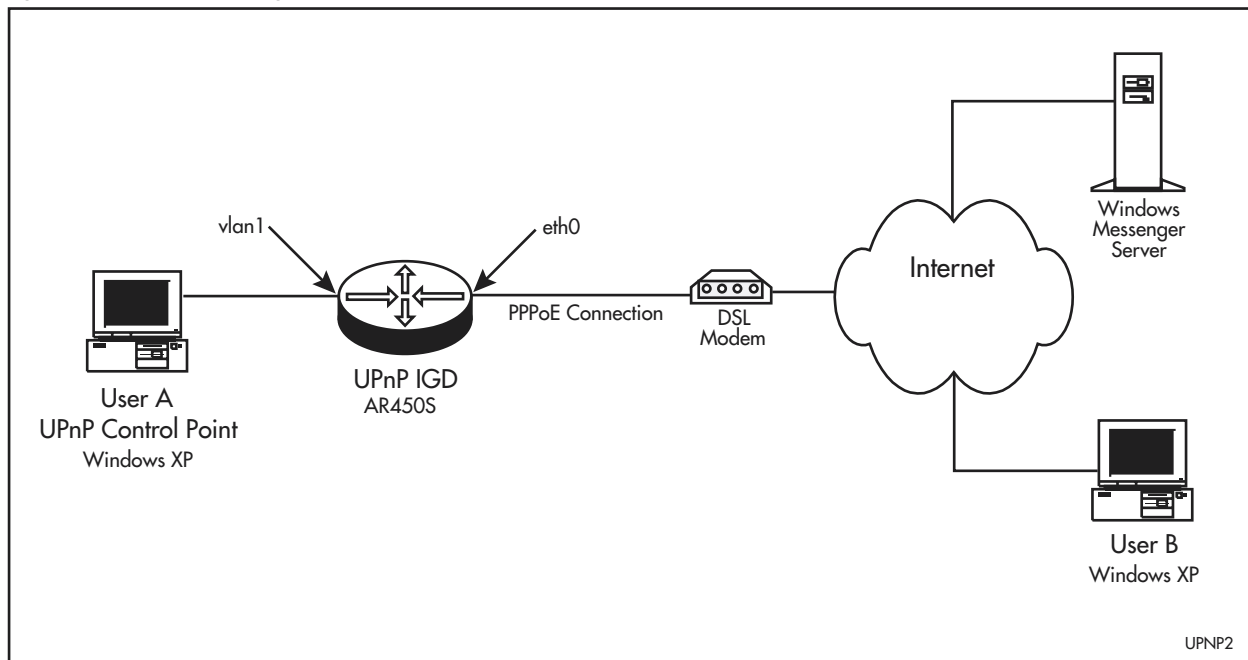 vlan1
eth0
User A
UPnP Control Point
Windows XP
UPnP IGD
AR450S
PPPoE Connection
DSL
Modem
Internet
Windows
Messenger
Server
User B
Windows XP
UPNP2